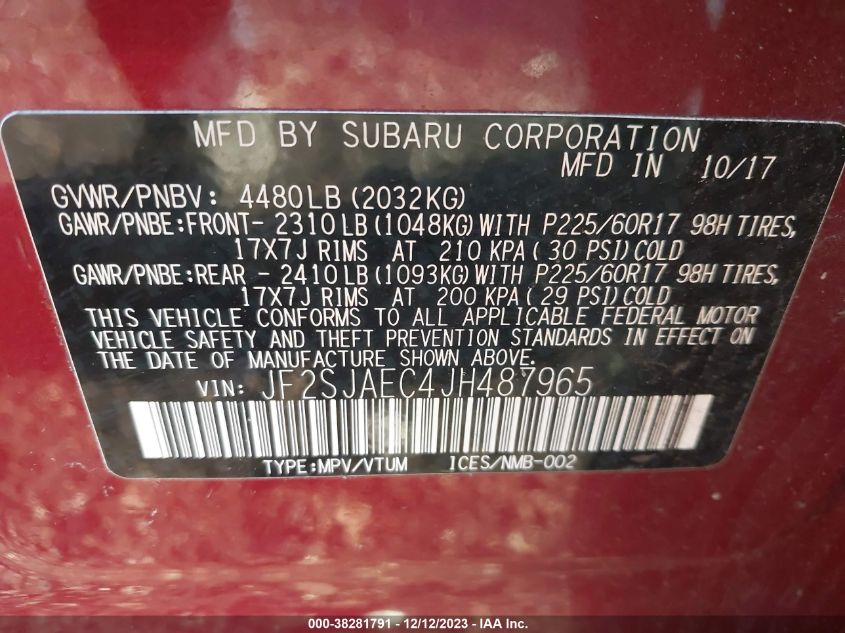 MFD BY SUBARU CORPORATION
MFD IN 10/17
GVWR/PNBV: 4480LB (2032KG)
GAWR/PNBE:FRONT- 2310LB (1048KG) WITH P225/60R17 98H TIRES,
17X7J RIMS AT 210 KPA ( 30 PSI) COLD
GAWR/PNBE:REAR - 2410LB (1093KG) WITH P225/60R17 98H TIRES,
17X7J RIMS AT 200 KPA ( 29 PSI) COLD
THIS VEHICLE CONFORMS TO ALL APPLICABLE FEDERAL MOTOR
VEHICLE SAFETY AND THEFT PREVENTION STANDARDS IN EFFECT ON
THE DATE OF MANUFACTURE SHOWN ABOVE.
VIN: JF2SJAEC4JH487965
TYPE:MPV/VTUM ICES/NMB-002
000-38281791 - 12/12/2023 - IAA Inc.